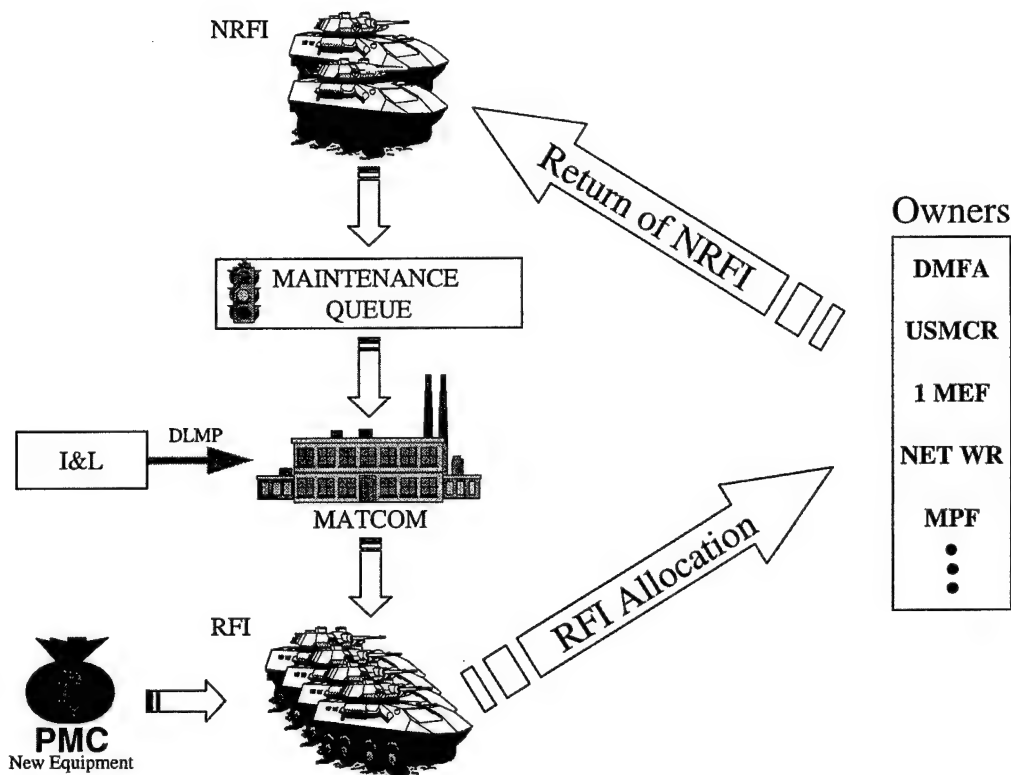 NRFI
Return of NRFI
Owners
DMFA
USMCR
1 MEF
NET WR
MPF
MAINTENANCE
QUEUE
I&L
DLMP
MATCOM
RFI Allocation
RFI
PMC
New Equipment